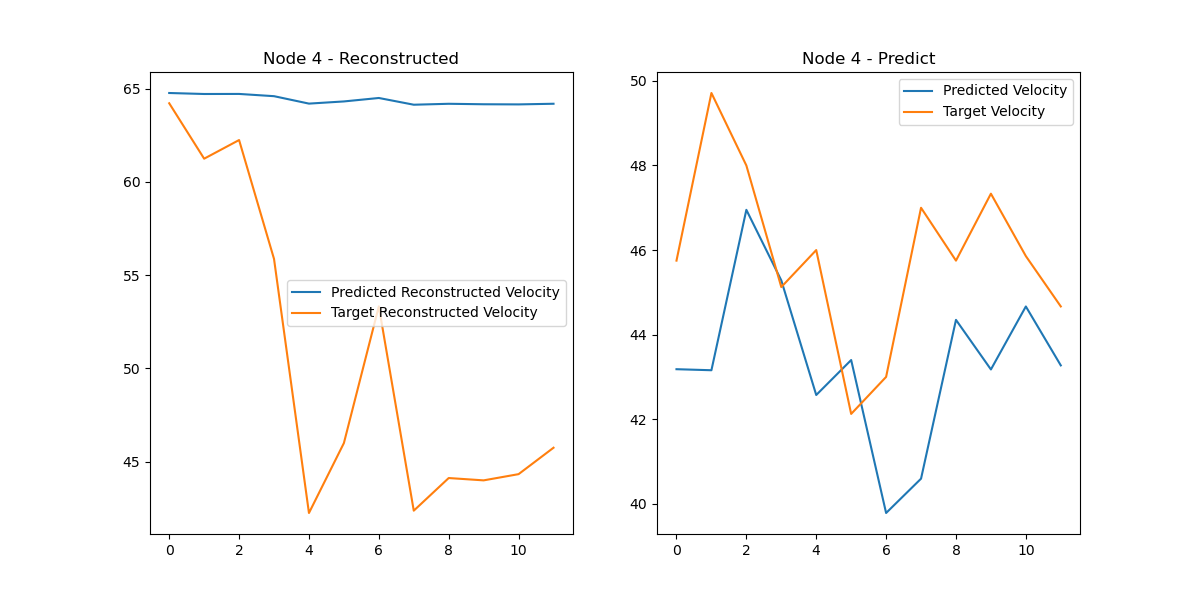 Node 4 - Reconstructed
65
60
55
50
45
Predicted Reconstructed Velocity
Target Reconstructed Velocity
0 2 4 6 8 10
Node 4 - Predict
50
48
46
44
42
40
Predicted Velocity
Target Velocity
0 2 4 6 8 10